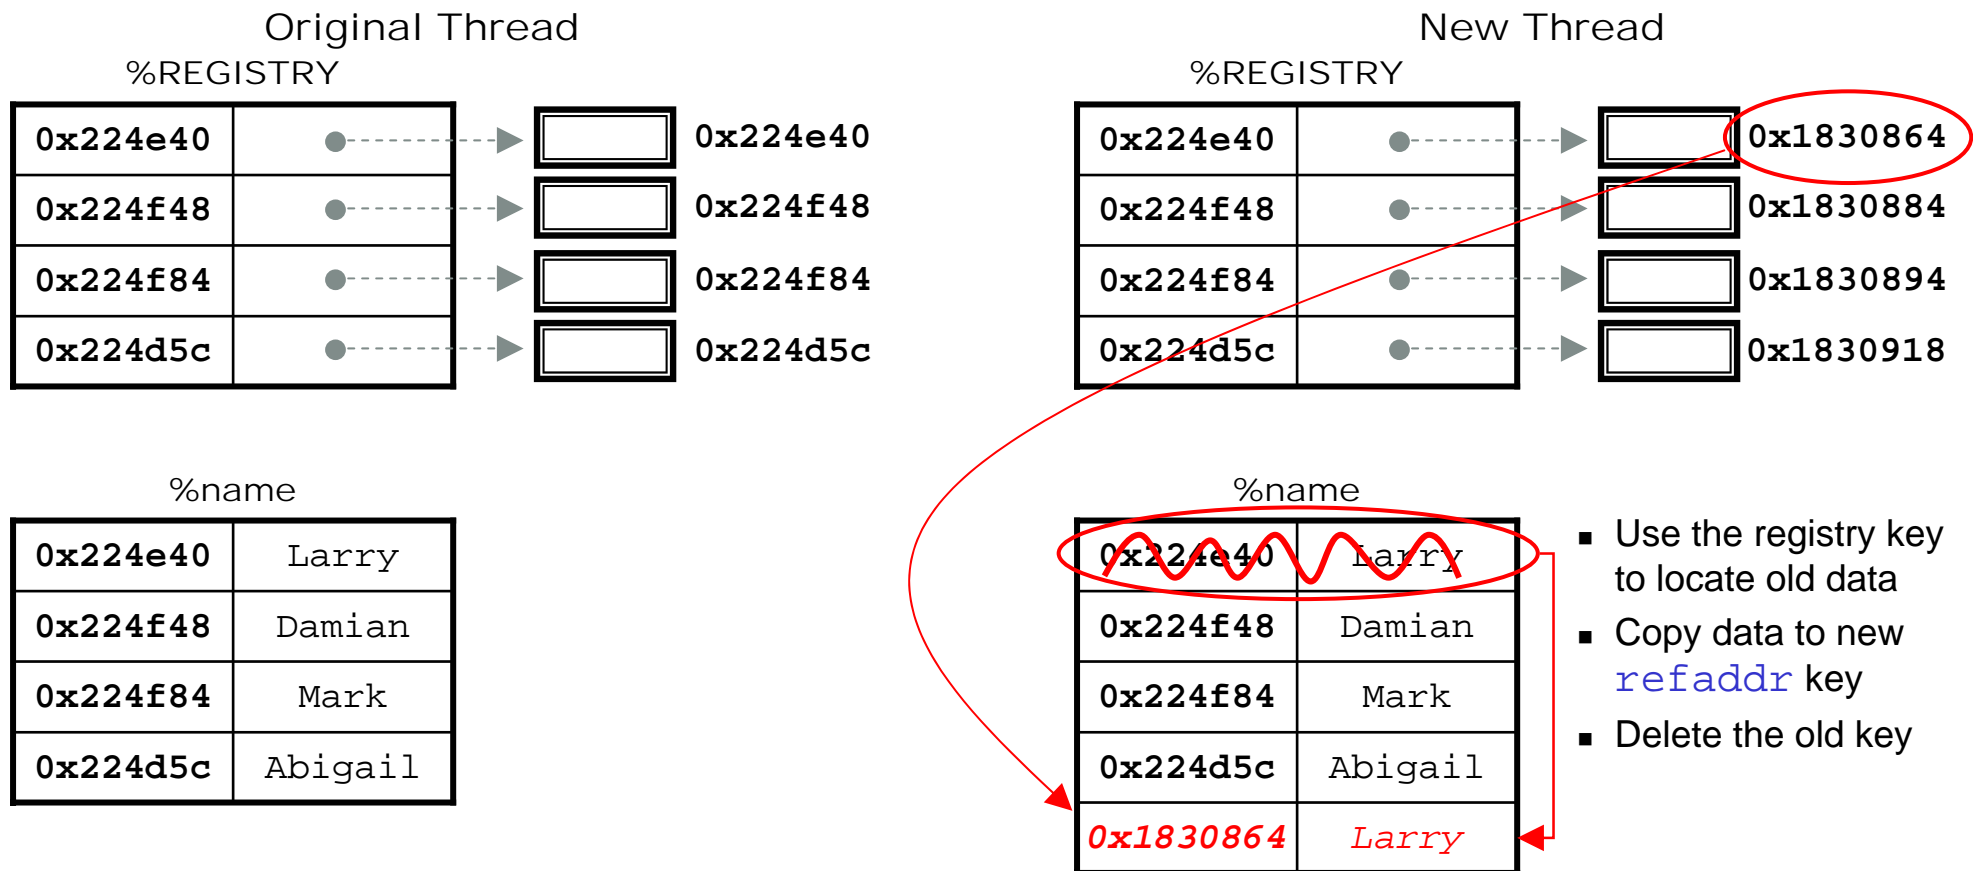 Original Thread
%REGISTRY
0x224e40 0x224e40
0x224f48 0x224f48
0x224f84 0x224f84
0x224d5c 0x224d5c
%name
0x224e40 Larry
0x224f48 Damian
0x224f84 Mark
0x224d5c Abigail
New Thread
%REGISTRY
0x224e40 0x1830864
0x224f48 0x1830884
0x224f84 0x1830894
0x224d5c 0x1830918
%name
0x224e40 Larry
0x224f48 Damian
0x224f84 Mark
0x224d5c Abigail
0x1830864 Larry
▪ Use the registry key
to locate old data
▪ Copy data to new
refaddr key
▪ Delete the old key